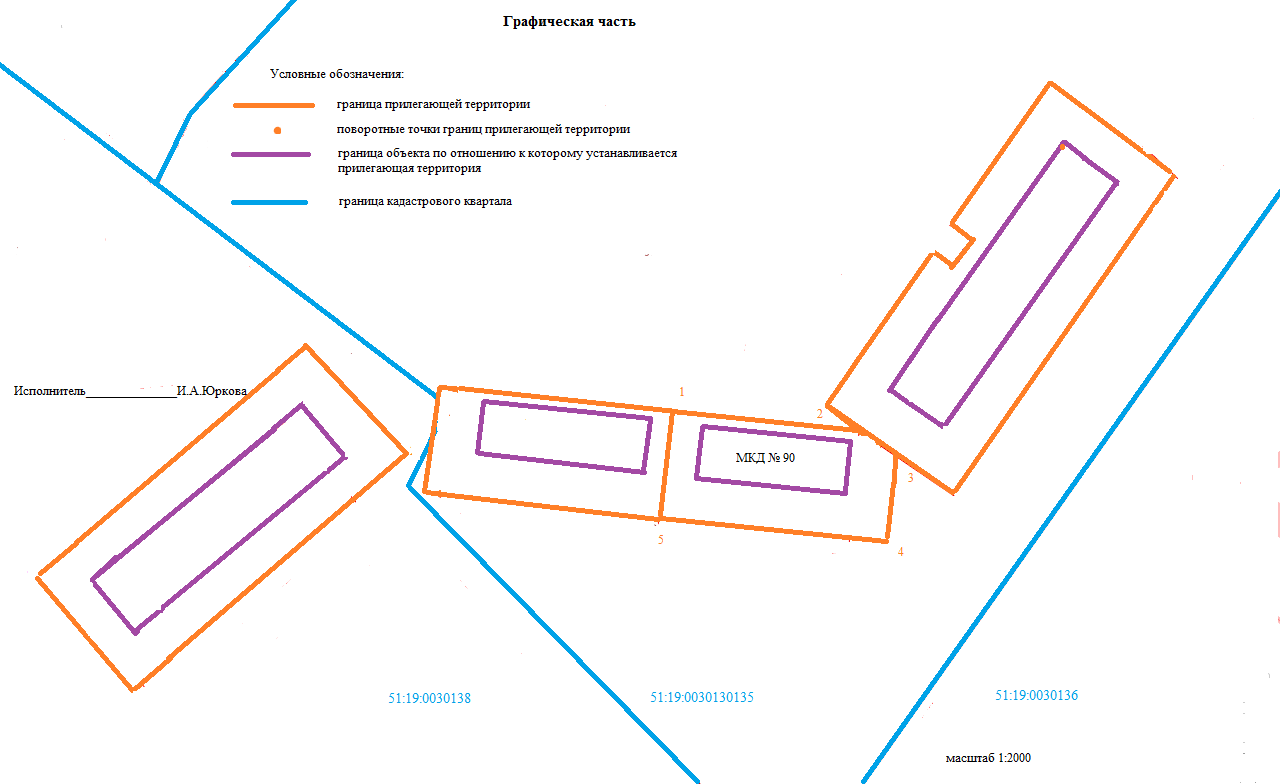 Графическая часть
Условные обозначения:
граница прилегающей территории
поворотные точки границ прилегающей территории
граница объекта по отношению к которому устанавливается
прилегающая территория
граница кадастрового квартала
Исполнитель_______________И.А.Юркова
1
2
МКД № 90
3
5
4
51:19:0030138
51:19:0030130135
51:19:0030136
масштаб 1:2000